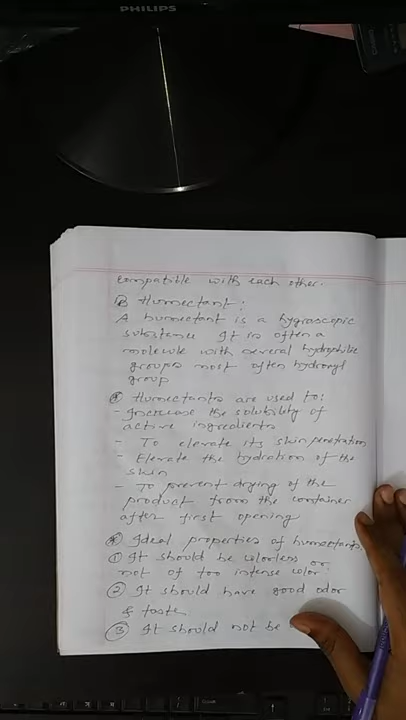 PHILIPS
compatible with each other.
B Humectant:
A humectant is a hygroscopic
substance It is often a
molecule with several hydrophilic
groups most often hydroxyl
group
Humectants are used to:
- Increase the solubility of
active ingredients
- To elevate its skin penetration
- Elevate the hydration of the
skin
- To prevent drying of the
product from the container
after first opening
Ideal properties of humectants,
① It should be colorless or
not of too intense color
② It should have good odor
& taste
③ It should not be